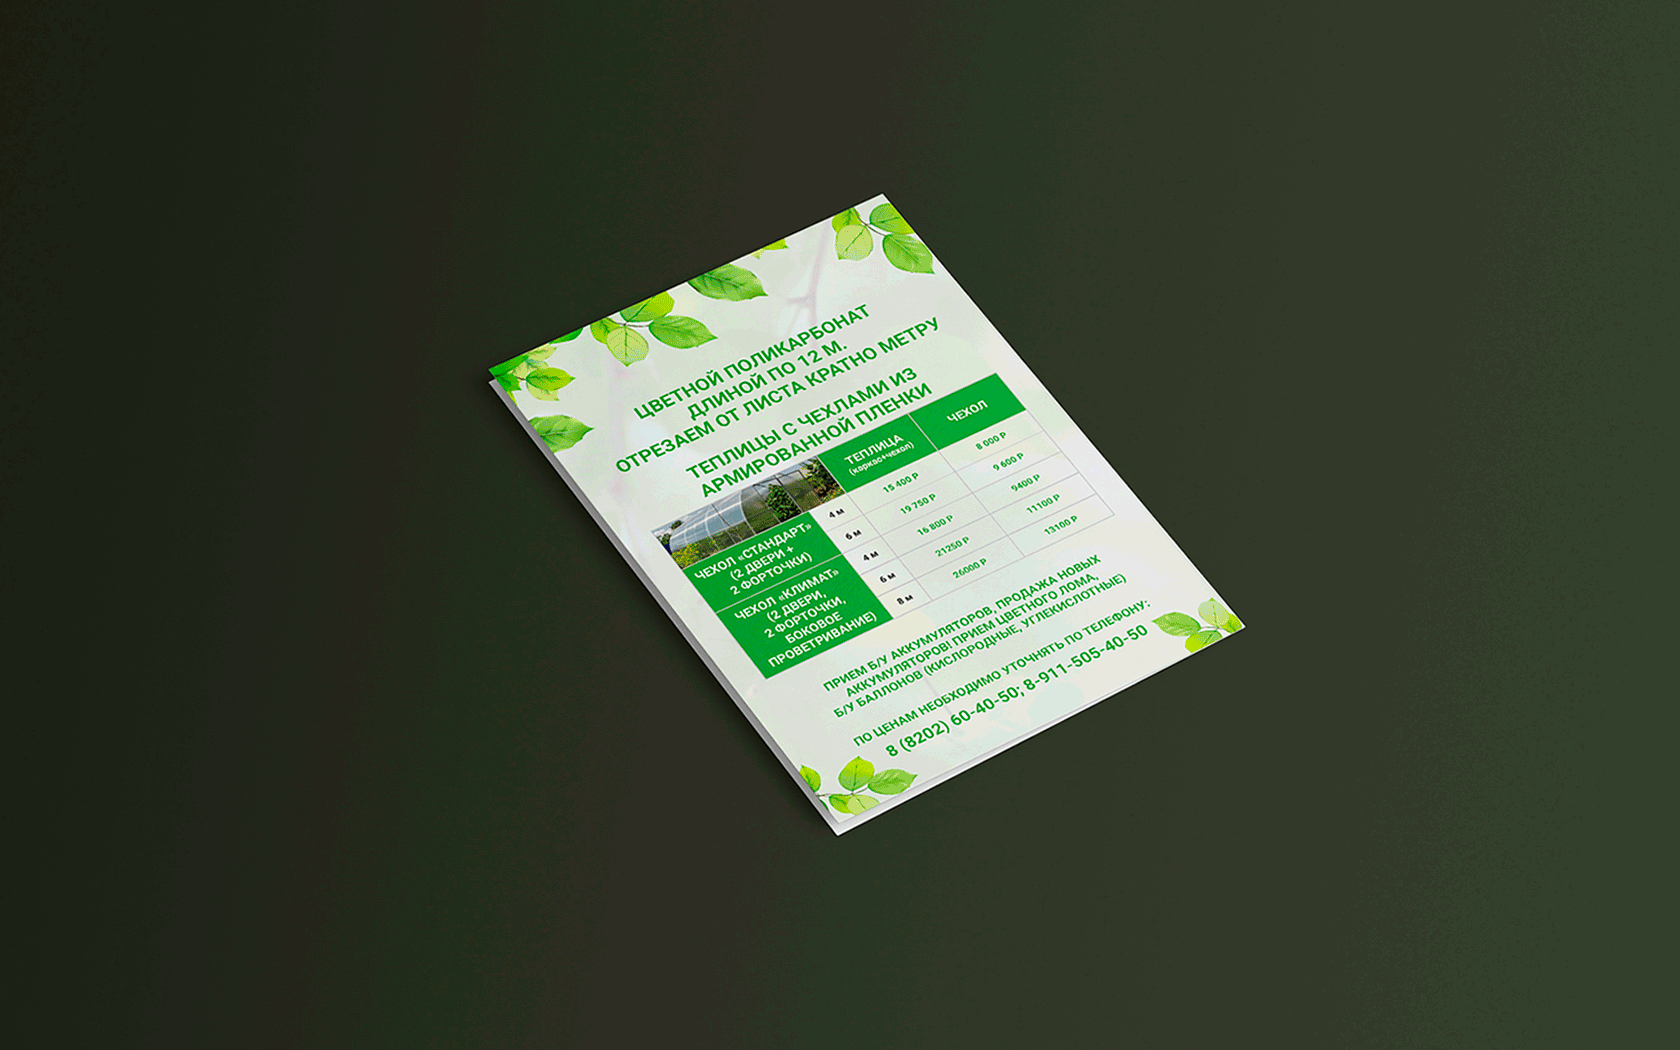 ЦВЕТНОЙ ПОЛИКАРБОНАТ
ДЛИНОЙ ПО 12 М.
ОТРЕЗАЕМ ОТ ЛИСТА КРАТНО МЕТРУ
ТЕПЛИЦЫ С ЧЕХЛАМИ ИЗ
АРМИРОВАННОЙ ПЛЕНКИ
ТЕПЛИЦА
(каркас+чехол)
ЧЕХОЛ
ЧЕХОЛ «СТАНДАРТ»
(2 ДВЕРИ +
2 ФОРТОЧКИ)
4 м 15 400 Р 8 000 Р
6 м 19 750 Р 9 600 Р
ЧЕХОЛ «КЛИМАТ»
(2 ДВЕРИ,
2 ФОРТОЧКИ,
БОКОВОЕ
ПРОВЕТРИВАНИЕ)
4 м 16 800 Р 9400 Р
6 м 21250 Р 11100 Р
8 м 26000 Р 13100 Р
ПРИЕМ Б/У АККУМУЛЯТОРОВ, ПРОДАЖА НОВЫХ
АККУМУЛЯТОРОВ! ПРИЕМ ЦВЕТНОГО ЛОМА,
Б/У БАЛЛОНОВ (КИСЛОРОДНЫЕ, УГЛЕКИСЛОТНЫЕ)
ПО ЦЕНАМ НЕОБХОДИМО УТОЧНЯТЬ ПО ТЕЛЕФОНУ:
8 (8202) 60-40-50; 8-911-505-40-50